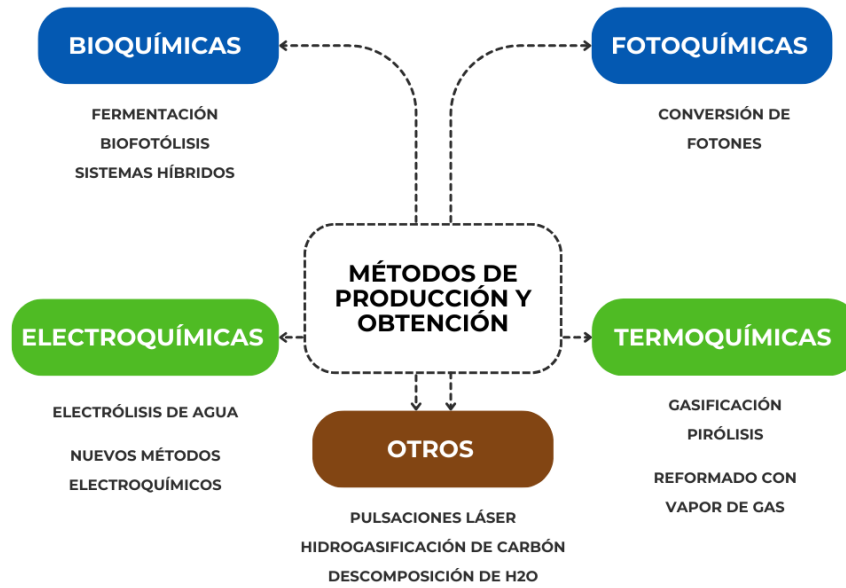 BIOQUÍMICAS
FERMENTACIÓN
BIOFOTÓLISIS
SISTEMAS HÍBRIDOS
FOTOQUÍMICAS
CONVERSIÓN DE
FOTONES
MÉTODOS DE
PRODUCCIÓN Y
OBTENCIÓN
ELECTROQUÍMICAS
ELECTRÓLISIS DE AGUA
NUEVOS MÉTODOS
ELECTROQUÍMICOS
TERMOQUÍMICAS
GASIFICACIÓN
PIRÓLISIS
REFORMADO CON
VAPOR DE GAS
OTROS
PULSACIONES LÁSER
HIDROGASIFICACIÓN DE CARBÓN
DESCOMPOSICIÓN DE H2O